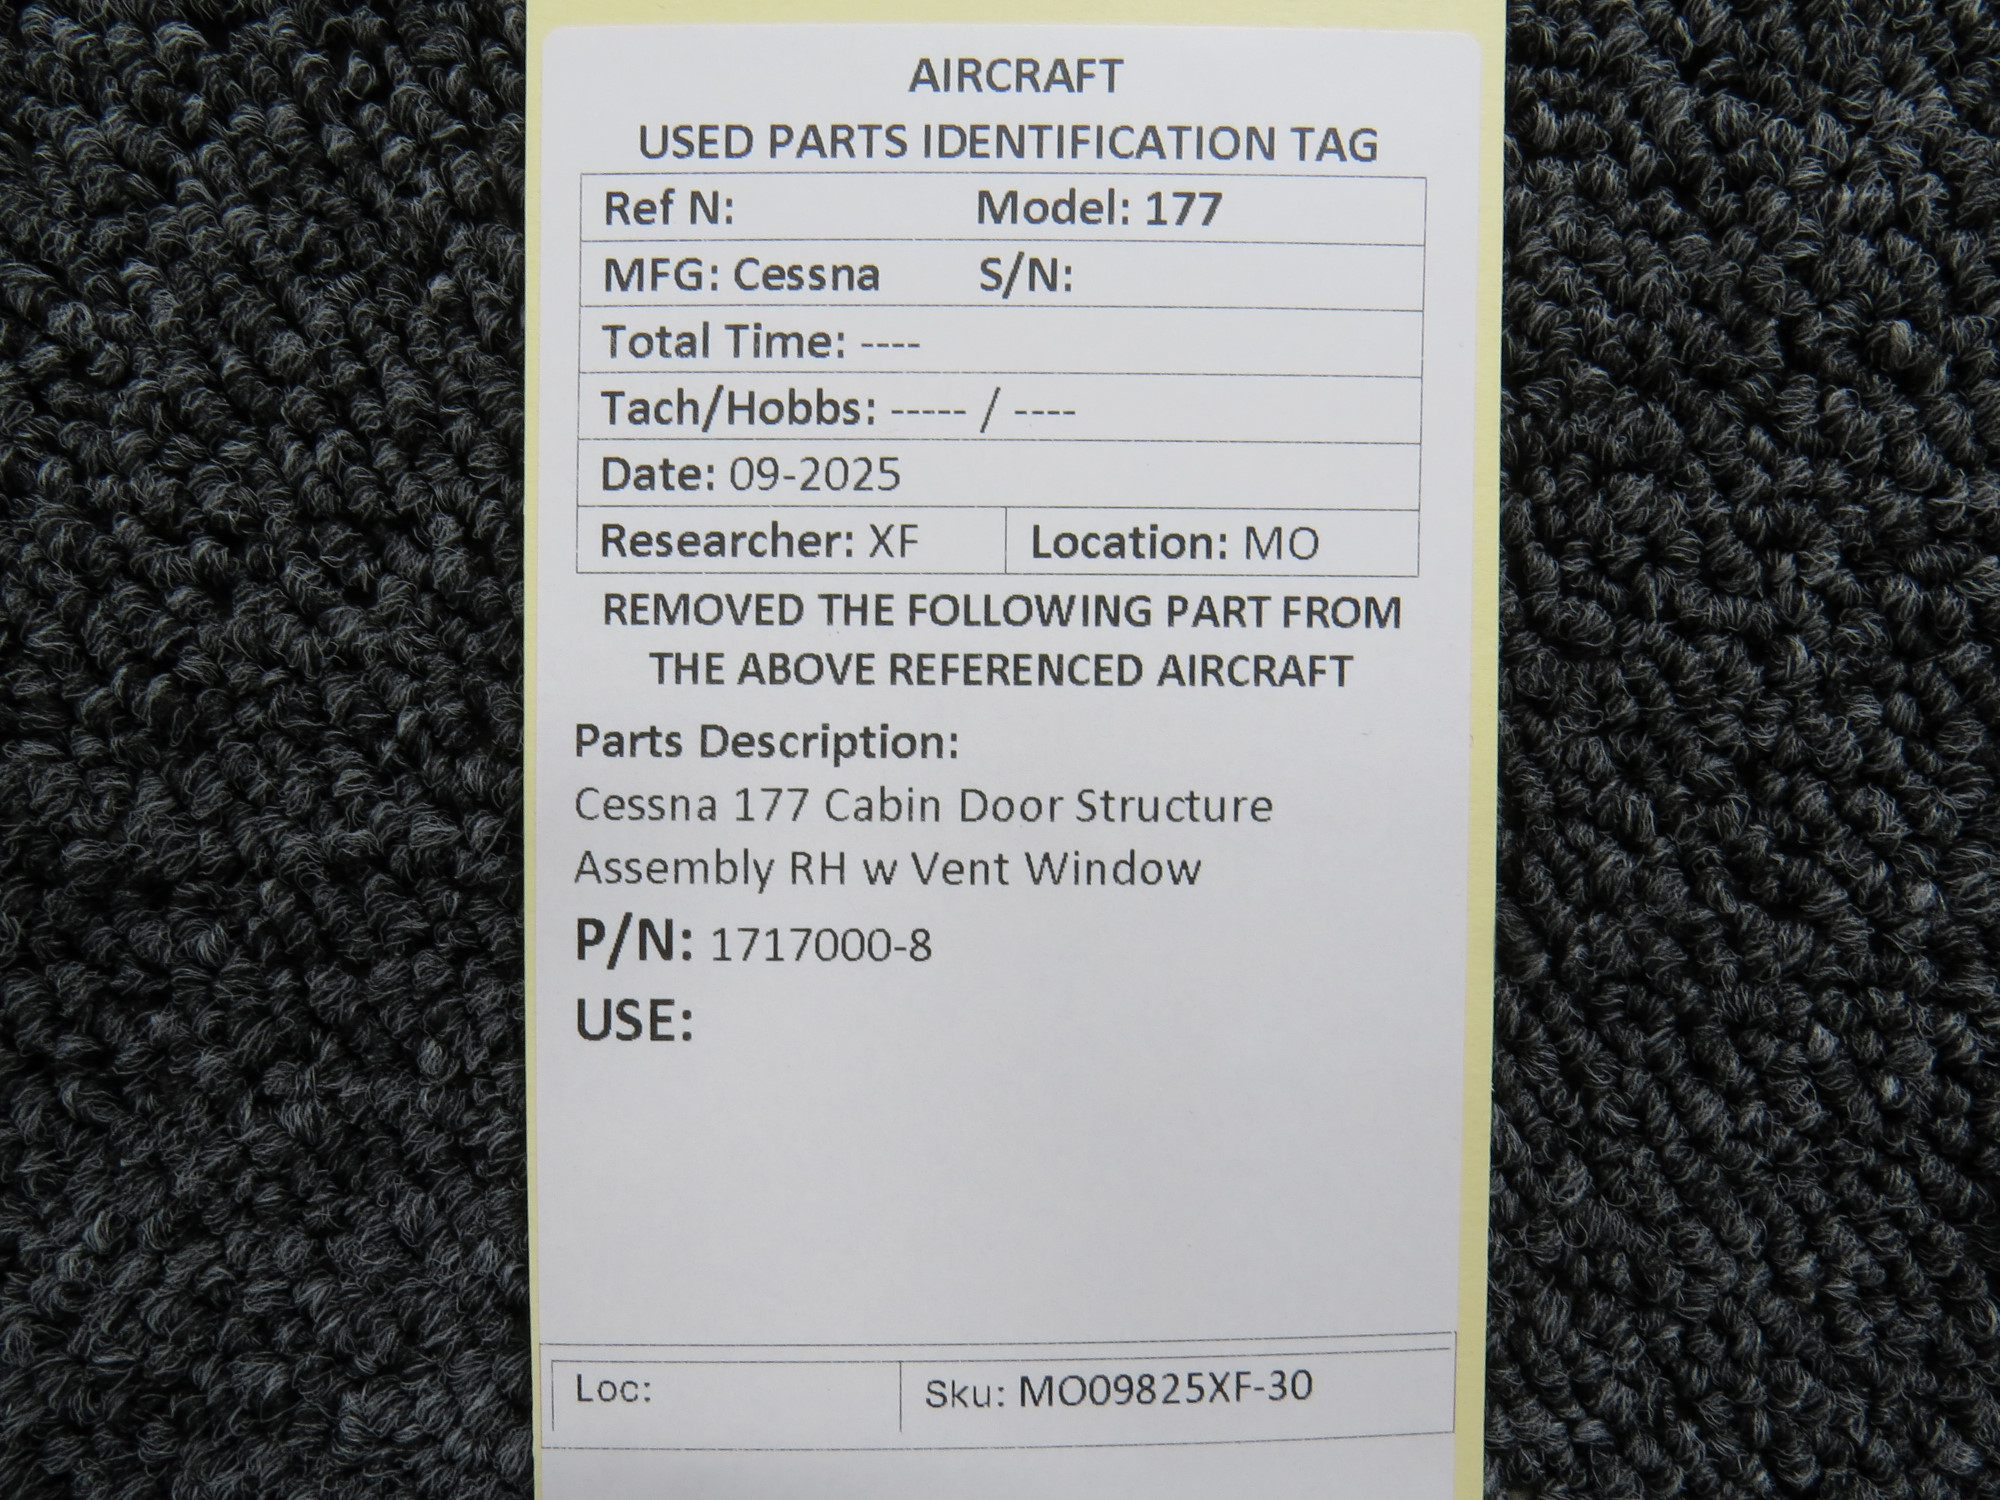 AIRCRAFT
USED PARTS IDENTIFICATION TAG
Ref N: Model: 177
MFG: Cessna S/N:
Total Time: ----
Tach/Hobbs: ----- / ----
Date: 09-2025
Researcher: XF Location: MO
REMOVED THE FOLLOWING PART FROM
THE ABOVE REFERENCED AIRCRAFT
Parts Description:
Cessna 177 Cabin Door Structure
Assembly RH w Vent Window
P/N: 1717000-8
USE:
Loc: Sku: MO09825XF-30